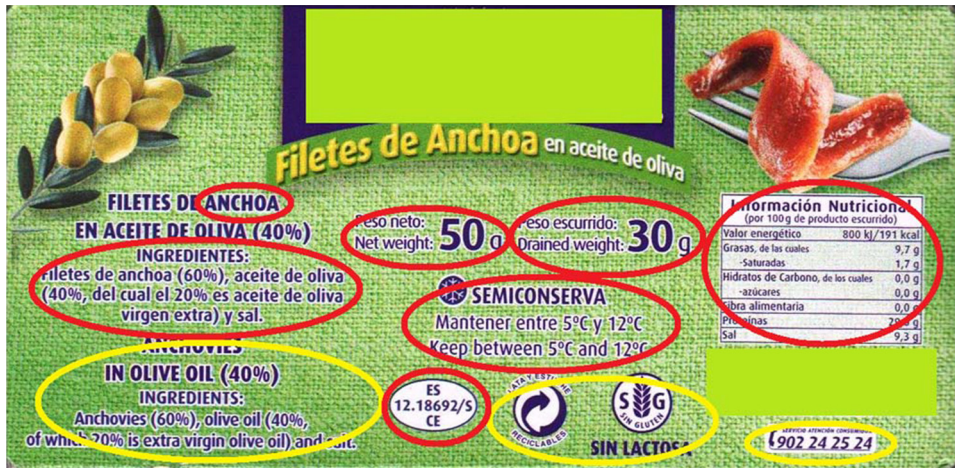 Filetes de Anchoa en aceite de oliva
FILETES DE ANCHOA
EN ACEITE DE OLIVA (40%)
INGREDIENTES:
Filetes de anchoa (60%), aceite de oliva
(40%, del cual el 20% es aceite de oliva
virgen extra) y sal.
ANCHOVIES
IN OLIVE OIL (40%)
INGREDIENTS:
Anchovies (60%), olive oil (40%,
of which 20% is extra virgin olive oil) and salt.
Peso neto:
Net weight: 50 g
Peso escurrido:
Drained weight: 30 g
SEMICONSERVA
Mantener entre 5ºC y 12ºC
Keep between 5ºC and 12ºC
ES
12.18692/S
CE
LATA Y ESTUCHE
RECICLABLES
S G
SIN GLUTEN
SIN LACTOSA
Información Nutricional
(por 100 g de producto escurrido)
Valor energético 800 kJ/191 kcal
Grasas, de las cuales 9,7 g
-Saturadas 1,7 g
Hidratos de Carbono, de los cuales 0,0 g
-azúcares 0,0 g
Fibra alimentaria 0,0 g
Proteínas g
Sal 9,3 g
SERVICIO ATENCIÓN CONSUMIDOR
902 24 25 24